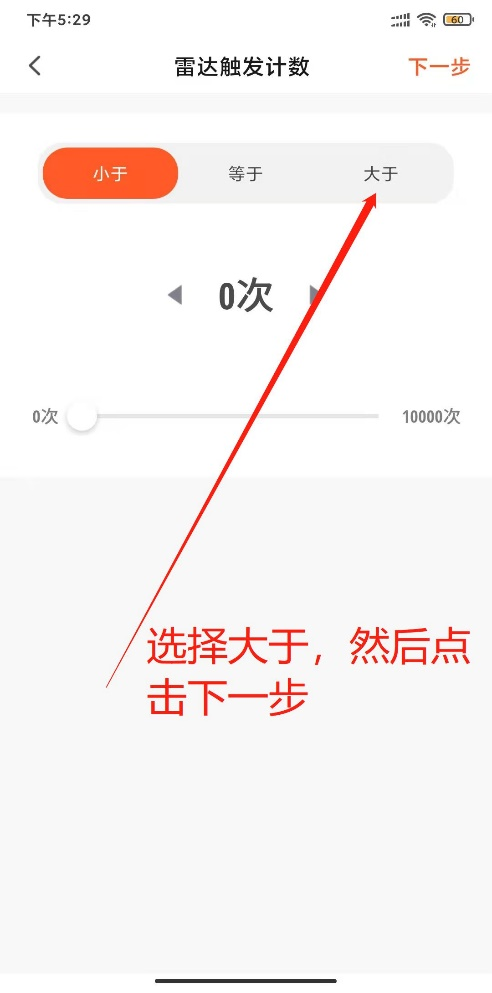 下午5:29
60
雷达触发计数
下一步
小于
等于
大于
0次
0次
10000次
选择大于，然后点
击下一步